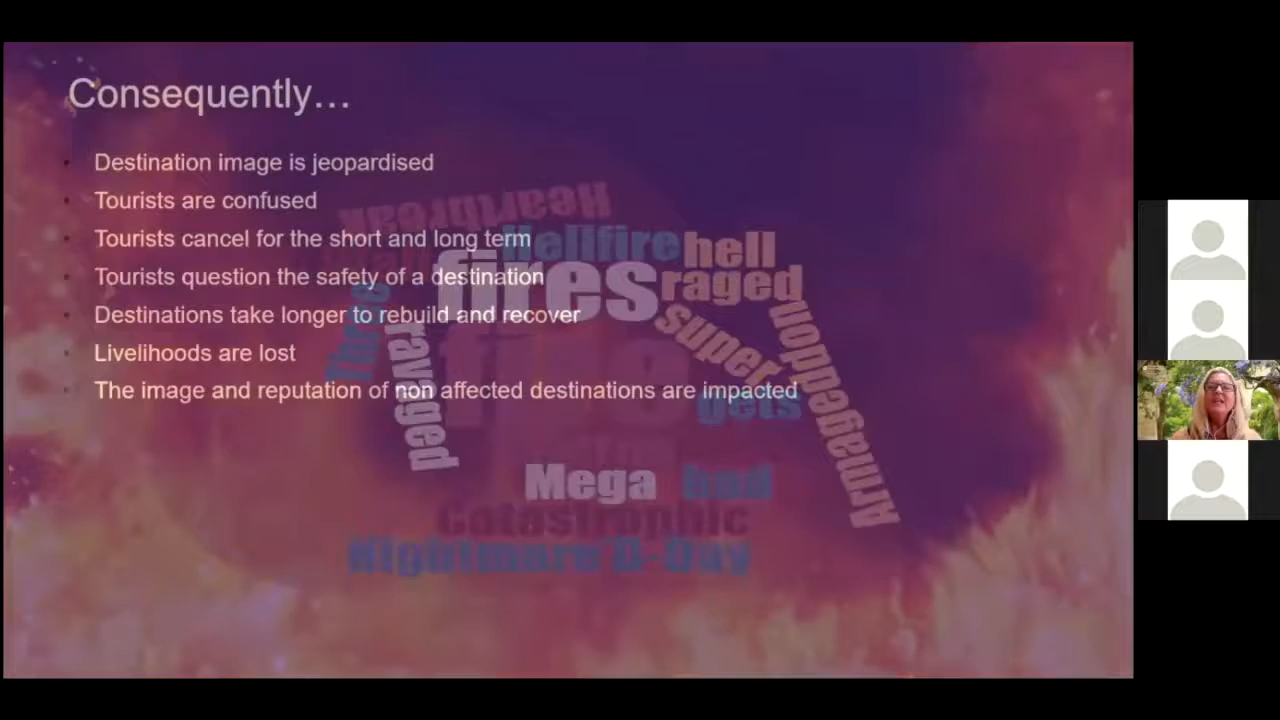 Consequently…
Destination image is jeopardised
Tourists are confused
Tourists cancel for the short and long term
Tourists question the safety of a destination
Destinations take longer to rebuild and recover
Livelihoods are lost
The image and reputation of non affected destinations are impacted
Heartbreak
Hellfire
hell
fires
raged
Three
ravaged
super
Armageddon
fire
gets
Mega
bad
Catastrophic
Nightmare D-Day